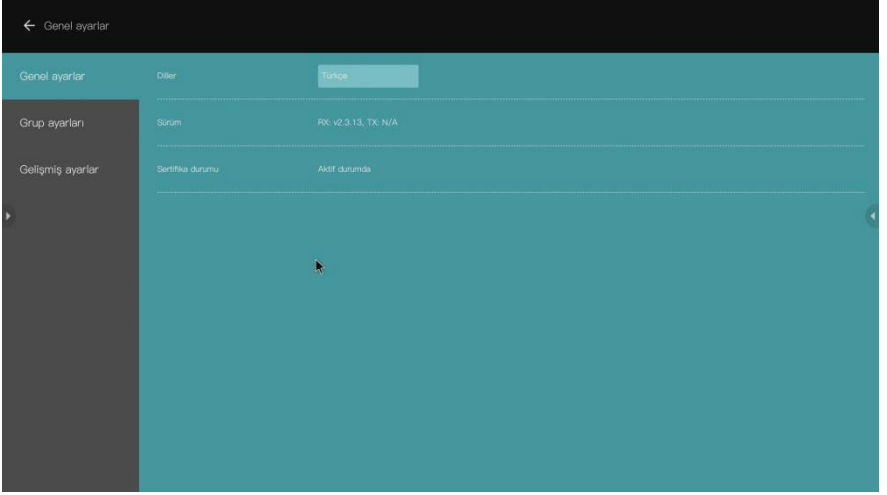 Genel ayarlar
Genel ayarlar
Diller
Türkçe
Grup ayarları
Sürüm
RX: v2.3.13, TX: N/A
Gelişmiş ayarlar
Sertifika durumu
Aktif durumda